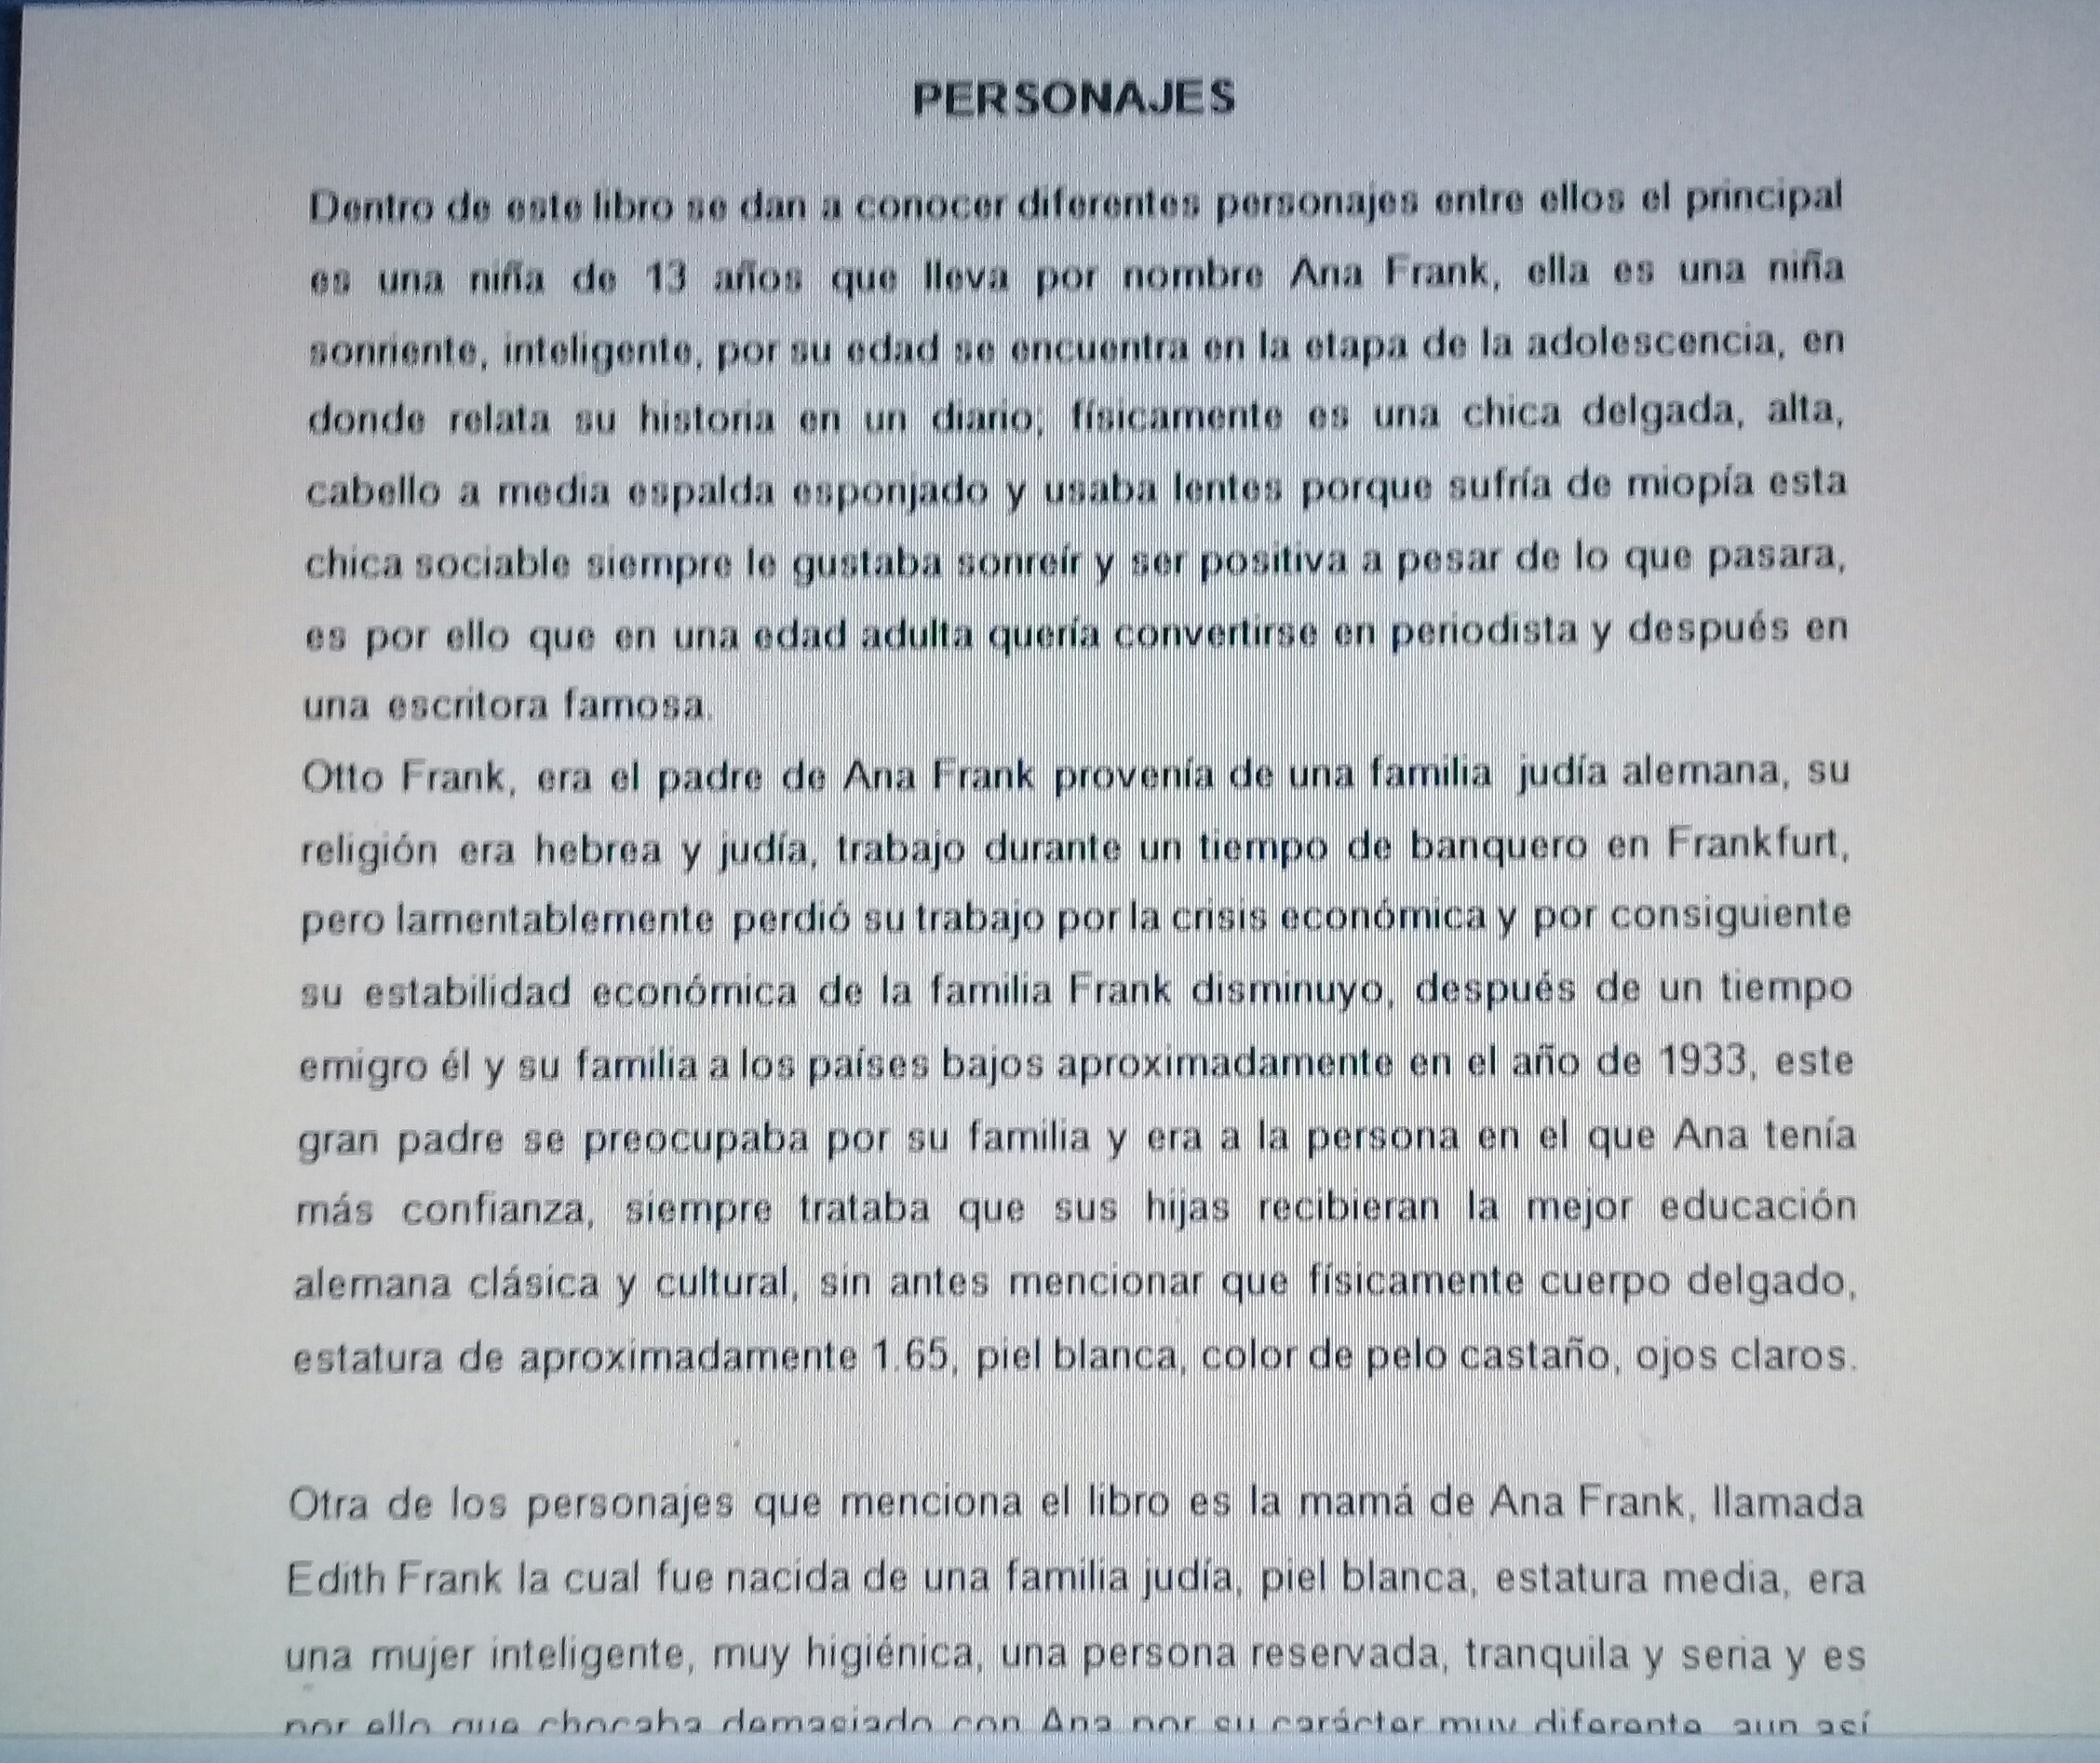 PERSONAJES
Dentro de este libro se dan a conocer diferentes personajes entre ellos el principal
es una niña de 13 años que lleva por nombre Ana Frank, ella es una niña
sonriente, inteligente, por su edad se encuentra en la etapa de la adolescencia, en
donde relata su historia en un diario; físicamente es una chica delgada, alta,
cabello a media espalda esponjado y usaba lentes porque sufría de miopía esta
chica sociable siempre le gustaba sonreír y ser positiva a pesar de lo que pasara,
es por ello que en una edad adulta quería convertirse en periodista y después en
una escritora famosa.
Otto Frank, era el padre de Ana Frank provenía de una familia judía alemana, su
religión era hebrea y judía, trabajo durante un tiempo de banquero en Frankfurt,
pero lamentablemente perdió su trabajo por la crisis económica y por consiguiente
su estabilidad económica de la familia Frank disminuyo, después de un tiempo
emigro él y su familia a los países bajos aproximadamente en el año de 1933, este
gran padre se preocupaba por su familia y era a la persona en el que Ana tenía
más confianza, siempre trataba que sus hijas recibieran la mejor educación
alemana clásica y cultural, sin antes mencionar que físicamente cuerpo delgado,
estatura de aproximadamente 1.65, piel blanca, color de pelo castaño, ojos claros.
Otra de los personajes que menciona el libro es la mamá de Ana Frank, llamada
Edith Frank la cual fue nacida de una familia judía, piel blanca, estatura media, era
una mujer inteligente, muy higiénica, una persona reservada, tranquila y seria y es
por ello que chocaba demasiado con Ana por su carácter muy diferente, aun así